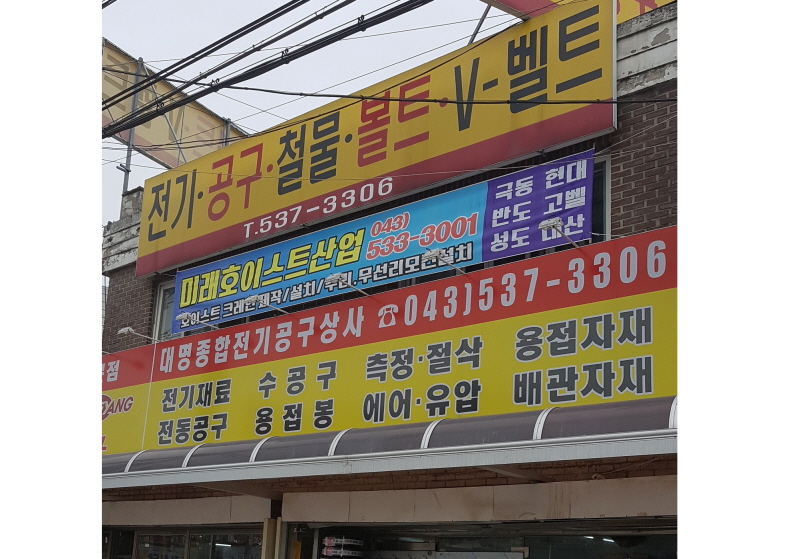 전기·공구·철물·볼트·V-벨트
T.537-3306
미래호이스트산업 043) 533-3001
호이스트 크레인 제작/설치/수리, 무선리모컨설치
극동 현대
반도 고벨
성도 마산
대명종합전기공구상사 ☎043)537-3306
전기재료 수공구 측정·절삭 용접자재
전동공구 용접봉 에어·유압 배관자재